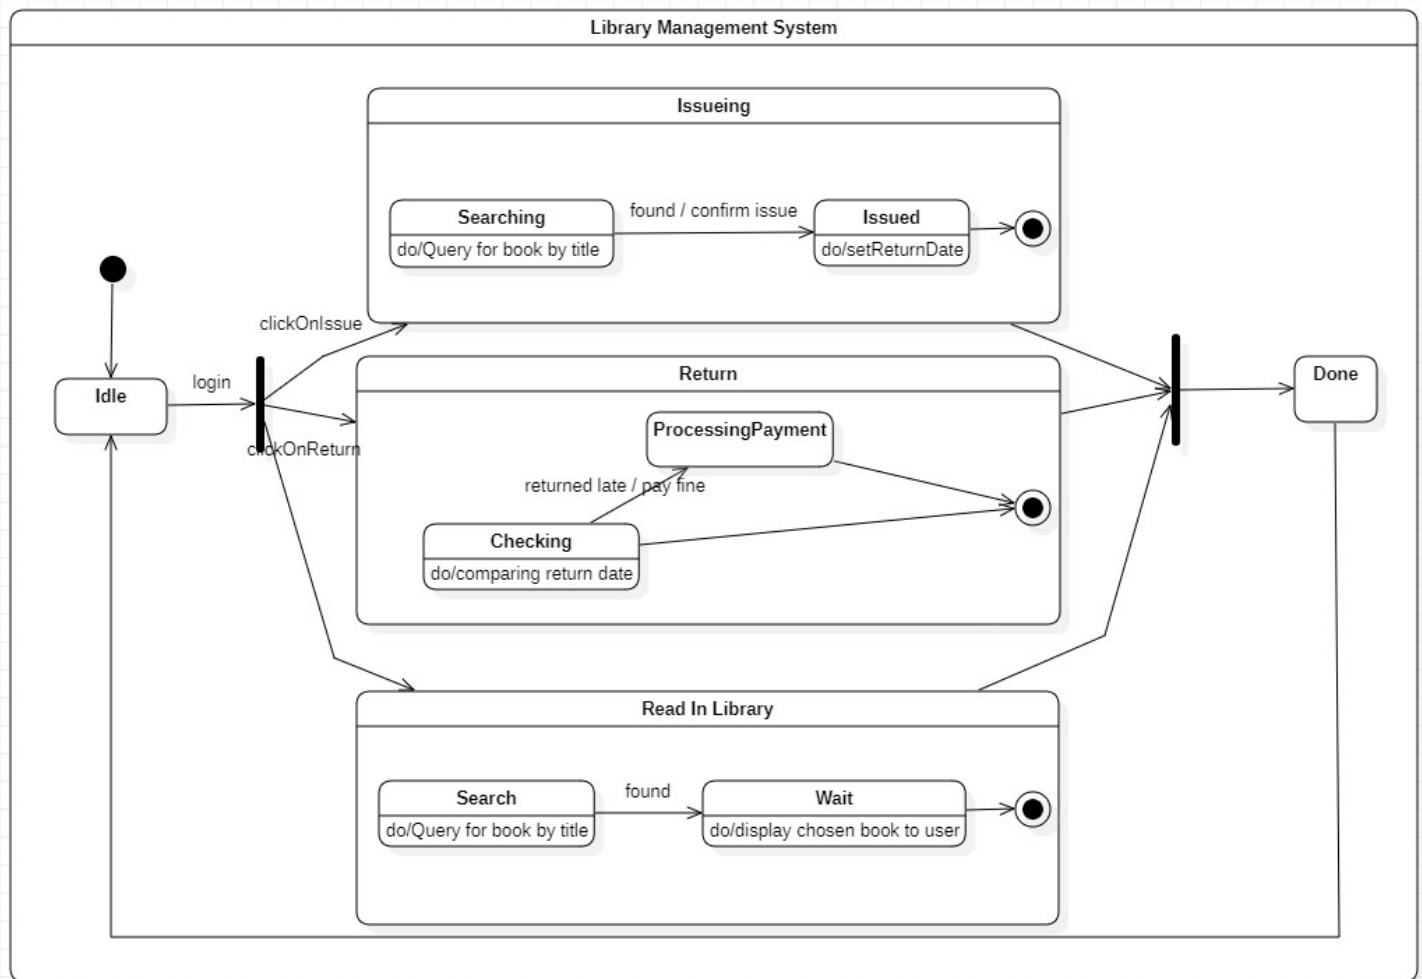 Library Management System
Issueing
Searching
do/Query for book by title
found / confirm issue
Issued
do/setReturnDate
clickOnIssue
Idle
login
clickOnReturn
Return
ProcessingPayment
returned late / pay fine
Checking
do/comparing return date
Done
Read In Library
Search
do/Query for book by title
found
Wait
do/display chosen book to user